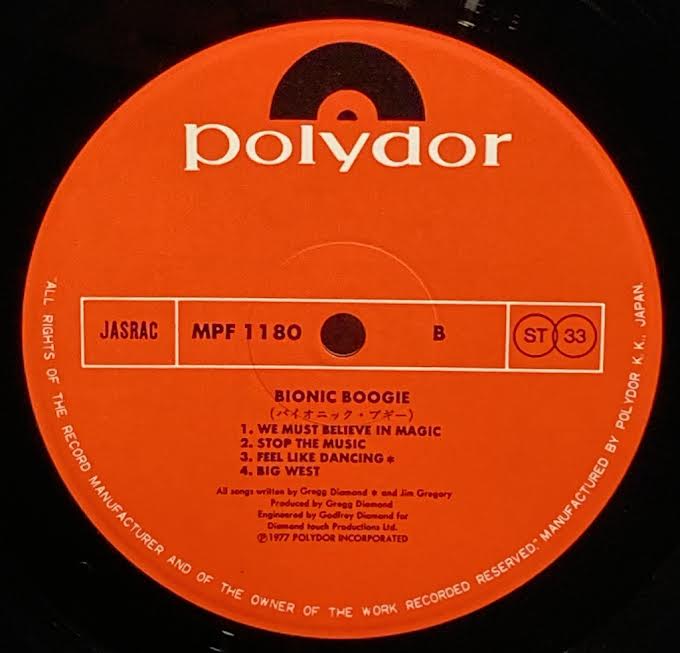 polydor
JASRAC MPF 1180 B ST 33
BIONIC BOOGIE
(バイオニック・ブギー)
1. WE MUST BELIEVE IN MAGIC
2. STOP THE MUSIC
3. FEEL LIKE DANCING *
4. BIG WEST
All songs written by Gregg Diamond * and Jim Gregory
Produced by Gregg Diamond
Engineered by Godfrey Diamond for
Diamond touch Productions Ltd.
℗1977 POLYDOR INCORPORATED
"ALL RIGHTS OF THE RECORD MANUFACTURER AND OF THE OWNER OF THE WORK RECORDED RESERVED." MANUFACTURED BY POLYDOR K.K., JAPAN.